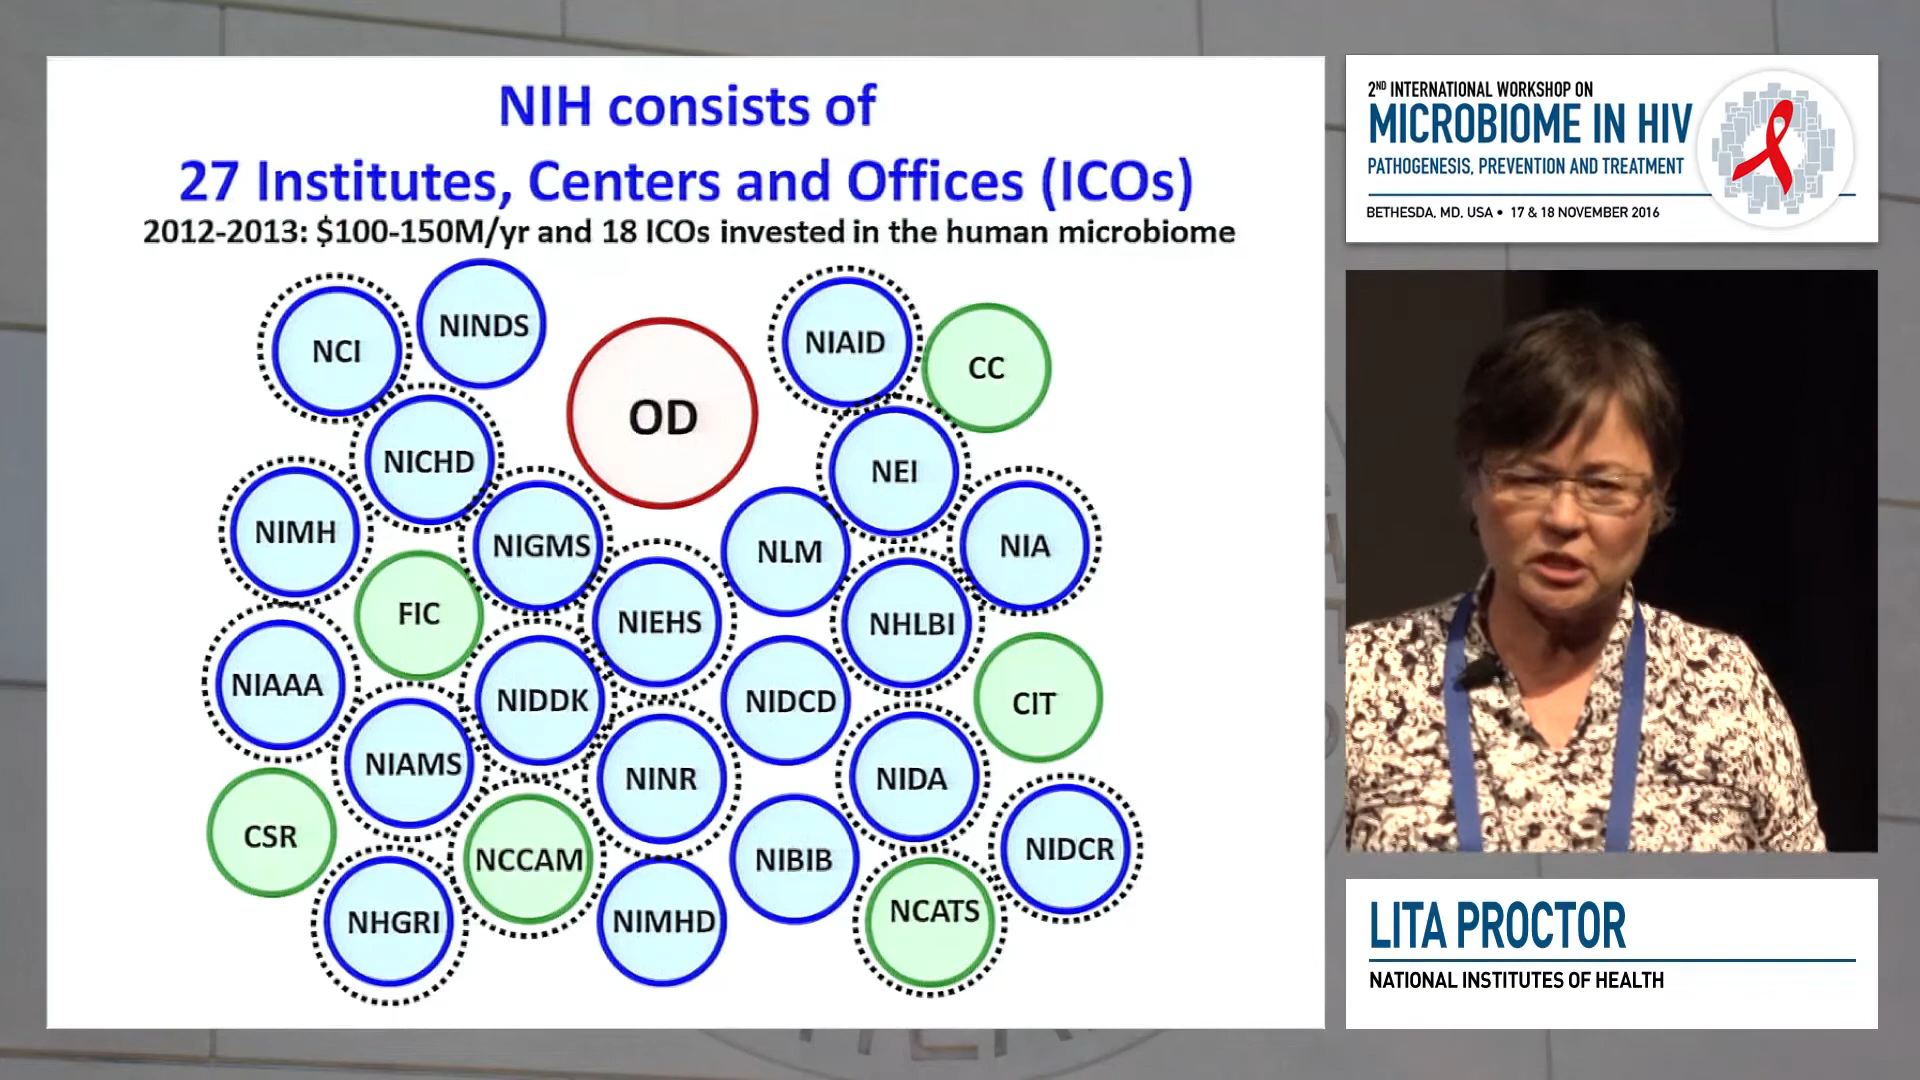 NIH consists of
27 Institutes, Centers and Offices (ICOs)
2012-2013: $100-150M/yr and 18 ICOs invested in the human microbiome
NCI
NINDS
OD
NIAID
CC
NICHD
NEI
NIMH
NIGMS
NLM
NIA
FIC
NIEHS
NHLBI
NIAAA
NIDDK
NIDCD
CIT
NIAMS
NINR
NIDA
CSR
NCCAM
NIBIB
NIDCR
NHGRI
NIMHD
NCATS
2ND INTERNATIONAL WORKSHOP ON
MICROBIOME IN HIV
PATHOGENESIS, PREVENTION AND TREATMENT
BETHESDA, MD, USA • 17 & 18 NOVEMBER 2016
LITA PROCTOR
NATIONAL INSTITUTES OF HEALTH